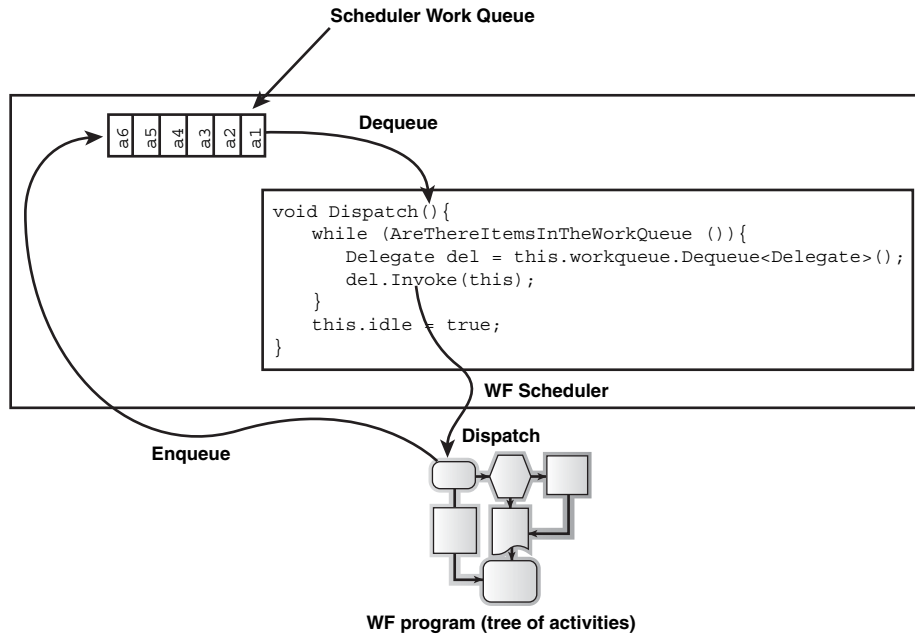 Scheduler Work Queue
a6 a5 a4 a3 a2 a1
Dequeue
void Dispatch(){
while (AreThereItemsInTheWorkQueue ()){
Delegate del = this.workqueue.Dequeue<Delegate>();
del.Invoke(this);
}
this.idle = true;
}
WF Scheduler
Dispatch
Enqueue
WF program (tree of activities)